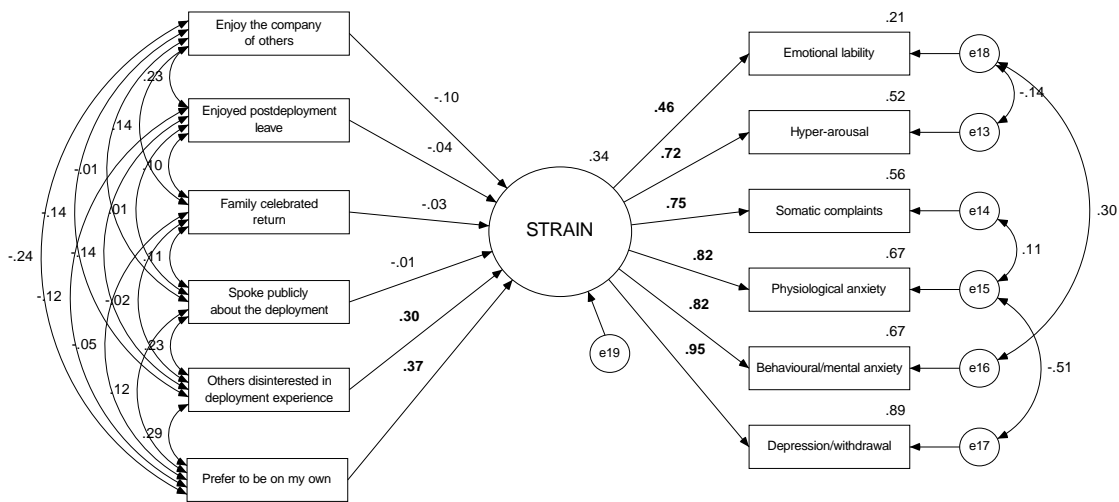 Enjoy the company
of others
Enjoyed postdeployment
leave
Family celebrated
return
Spoke publicly
about the deployment
Others disinterested in
deployment experience
Prefer to be on my own
.23
.14
-.01
.10
-.14
.01
-.24
-.14
.11
-.12
-.02
-.05
.23
.12
.29
-.10
-.04
-.03
-.01
.30
.37
.34
STRAIN
e19
.46
.72
.75
.82
.82
.95
.21
Emotional lability
e18
-.14
.52
Hyper-arousal
e13
.56
Somatic complaints
e14
.30
.11
.67
Physiological anxiety
e15
.67
Behavioural/mental anxiety
e16
-.51
.89
Depression/withdrawal
e17